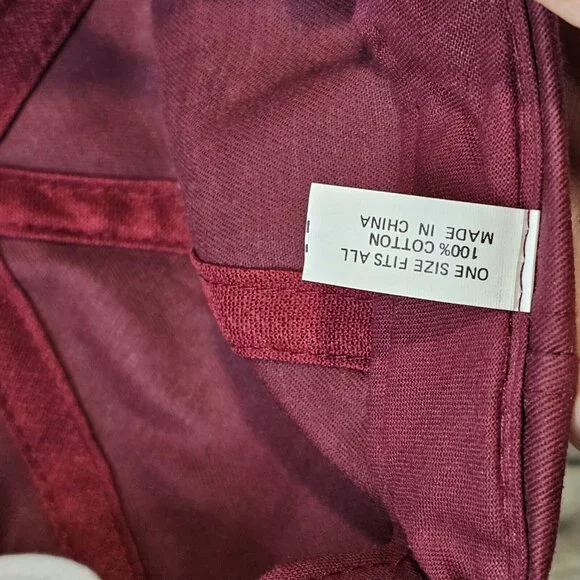 ONE SIZE FITS ALL
100% COTTON
MADE IN CHINA